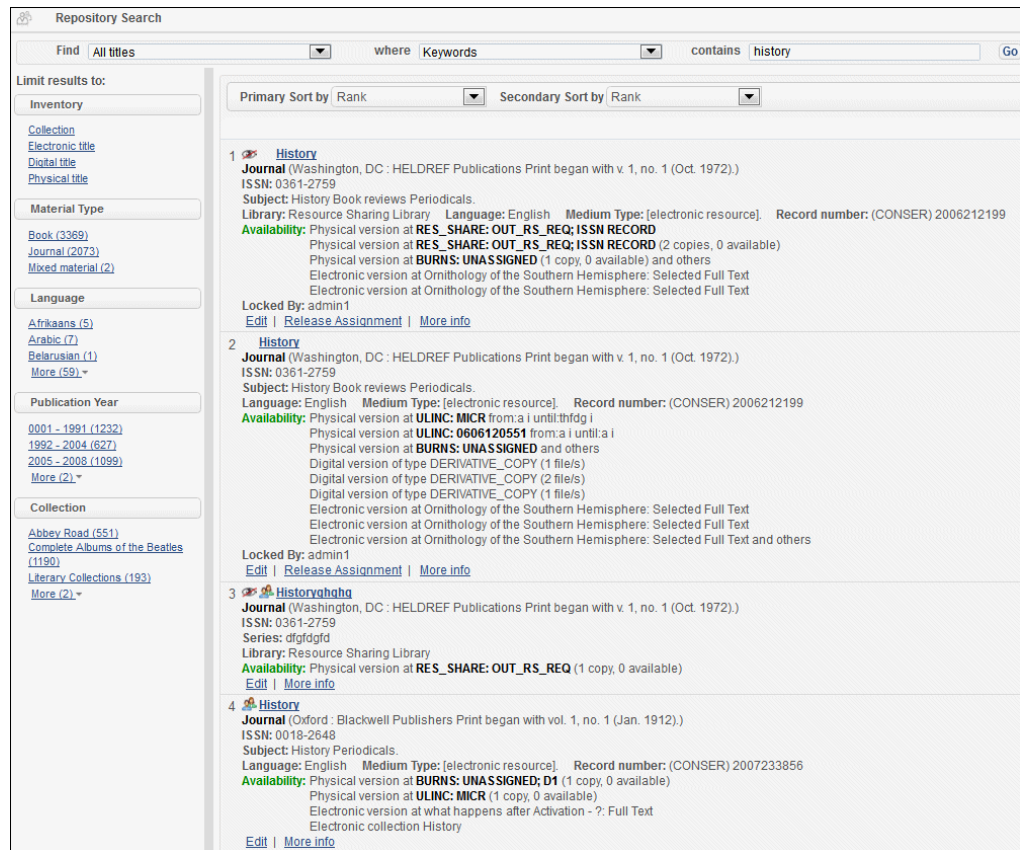 Repository Search
Find All titles where Keywords contains history Go
Limit results to:
Inventory
Collection
Electronic title
Digital title
Physical title
Material Type
Book (3369)
Journal (2073)
Mixed material (2)
Language
Afrikaans (5)
Arabic (7)
Belarusian (1)
More (59)
Publication Year
0001 - 1991 (1232)
1992 - 2004 (627)
2005 - 2008 (1099)
More (2)
Collection
Abbey Road (551)
Complete Albums of the Beatles
(1190)
Literary Collections (193)
More (2)
Primary Sort by Rank Secondary Sort by Rank
1 History
Journal (Washington, DC : HELDREF Publications Print began with v. 1, no. 1 (Oct. 1972).)
ISSN: 0361-2759
Subject: History Book reviews Periodicals.
Library: Resource Sharing Library Language: English Medium Type: [electronic resource]. Record number: (CONSER) 2006212199
Availability: Physical version at RES_SHARE: OUT_RS_REQ; ISSN RECORD
Physical version at RES_SHARE: OUT_RS_REQ; ISSN RECORD (2 copies, 0 available)
Physical version at BURNS: UNASSIGNED (1 copy, 0 available) and others
Electronic version at Ornithology of the Southern Hemisphere: Selected Full Text
Electronic version at Ornithology of the Southern Hemisphere: Selected Full Text
Locked By: admin1
Edit | Release Assignment | More info
2 History
Journal (Washington, DC : HELDREF Publications Print began with v. 1, no. 1 (Oct. 1972).)
ISSN: 0361-2759
Subject: History Book reviews Periodicals.
Language: English Medium Type: [electronic resource]. Record number: (CONSER) 2006212199
Availability: Physical version at ULINC: MICR from:a i until:thfdg i
Physical version at ULINC: 0606120551 from:a i until:a i
Physical version at BURNS: UNASSIGNED and others
Digital version of type DERIVATIVE_COPY (1 file/s)
Digital version of type DERIVATIVE_COPY (2 file/s)
Digital version of type DERIVATIVE_COPY (1 file/s)
Electronic version at Ornithology of the Southern Hemisphere: Selected Full Text
Electronic version at Ornithology of the Southern Hemisphere: Selected Full Text
Electronic version at Ornithology of the Southern Hemisphere: Selected Full Text and others
Locked By: admin1
Edit | Release Assignment | More info
3 Historyghghg
Journal (Washington, DC : HELDREF Publications Print began with v. 1, no. 1 (Oct. 1972).)
ISSN: 0361-2759
Series: dfgfdgfd
Library: Resource Sharing Library
Availability: Physical version at RES_SHARE: OUT_RS_REQ (1 copy, 0 available)
Edit | More info
4 History
Journal (Oxford : Blackwell Publishers Print began with vol. 1, no. 1 (Jan. 1912).)
ISSN: 0018-2648
Subject: History Periodicals.
Language: English Medium Type: [electronic resource]. Record number: (CONSER) 2007233856
Availability: Physical version at BURNS: UNASSIGNED; D1 (1 copy, 0 available)
Physical version at ULINC: MICR (1 copy, 0 available)
Electronic version at what happens after Activation - ?: Full Text
Electronic collection History
Edit | More info